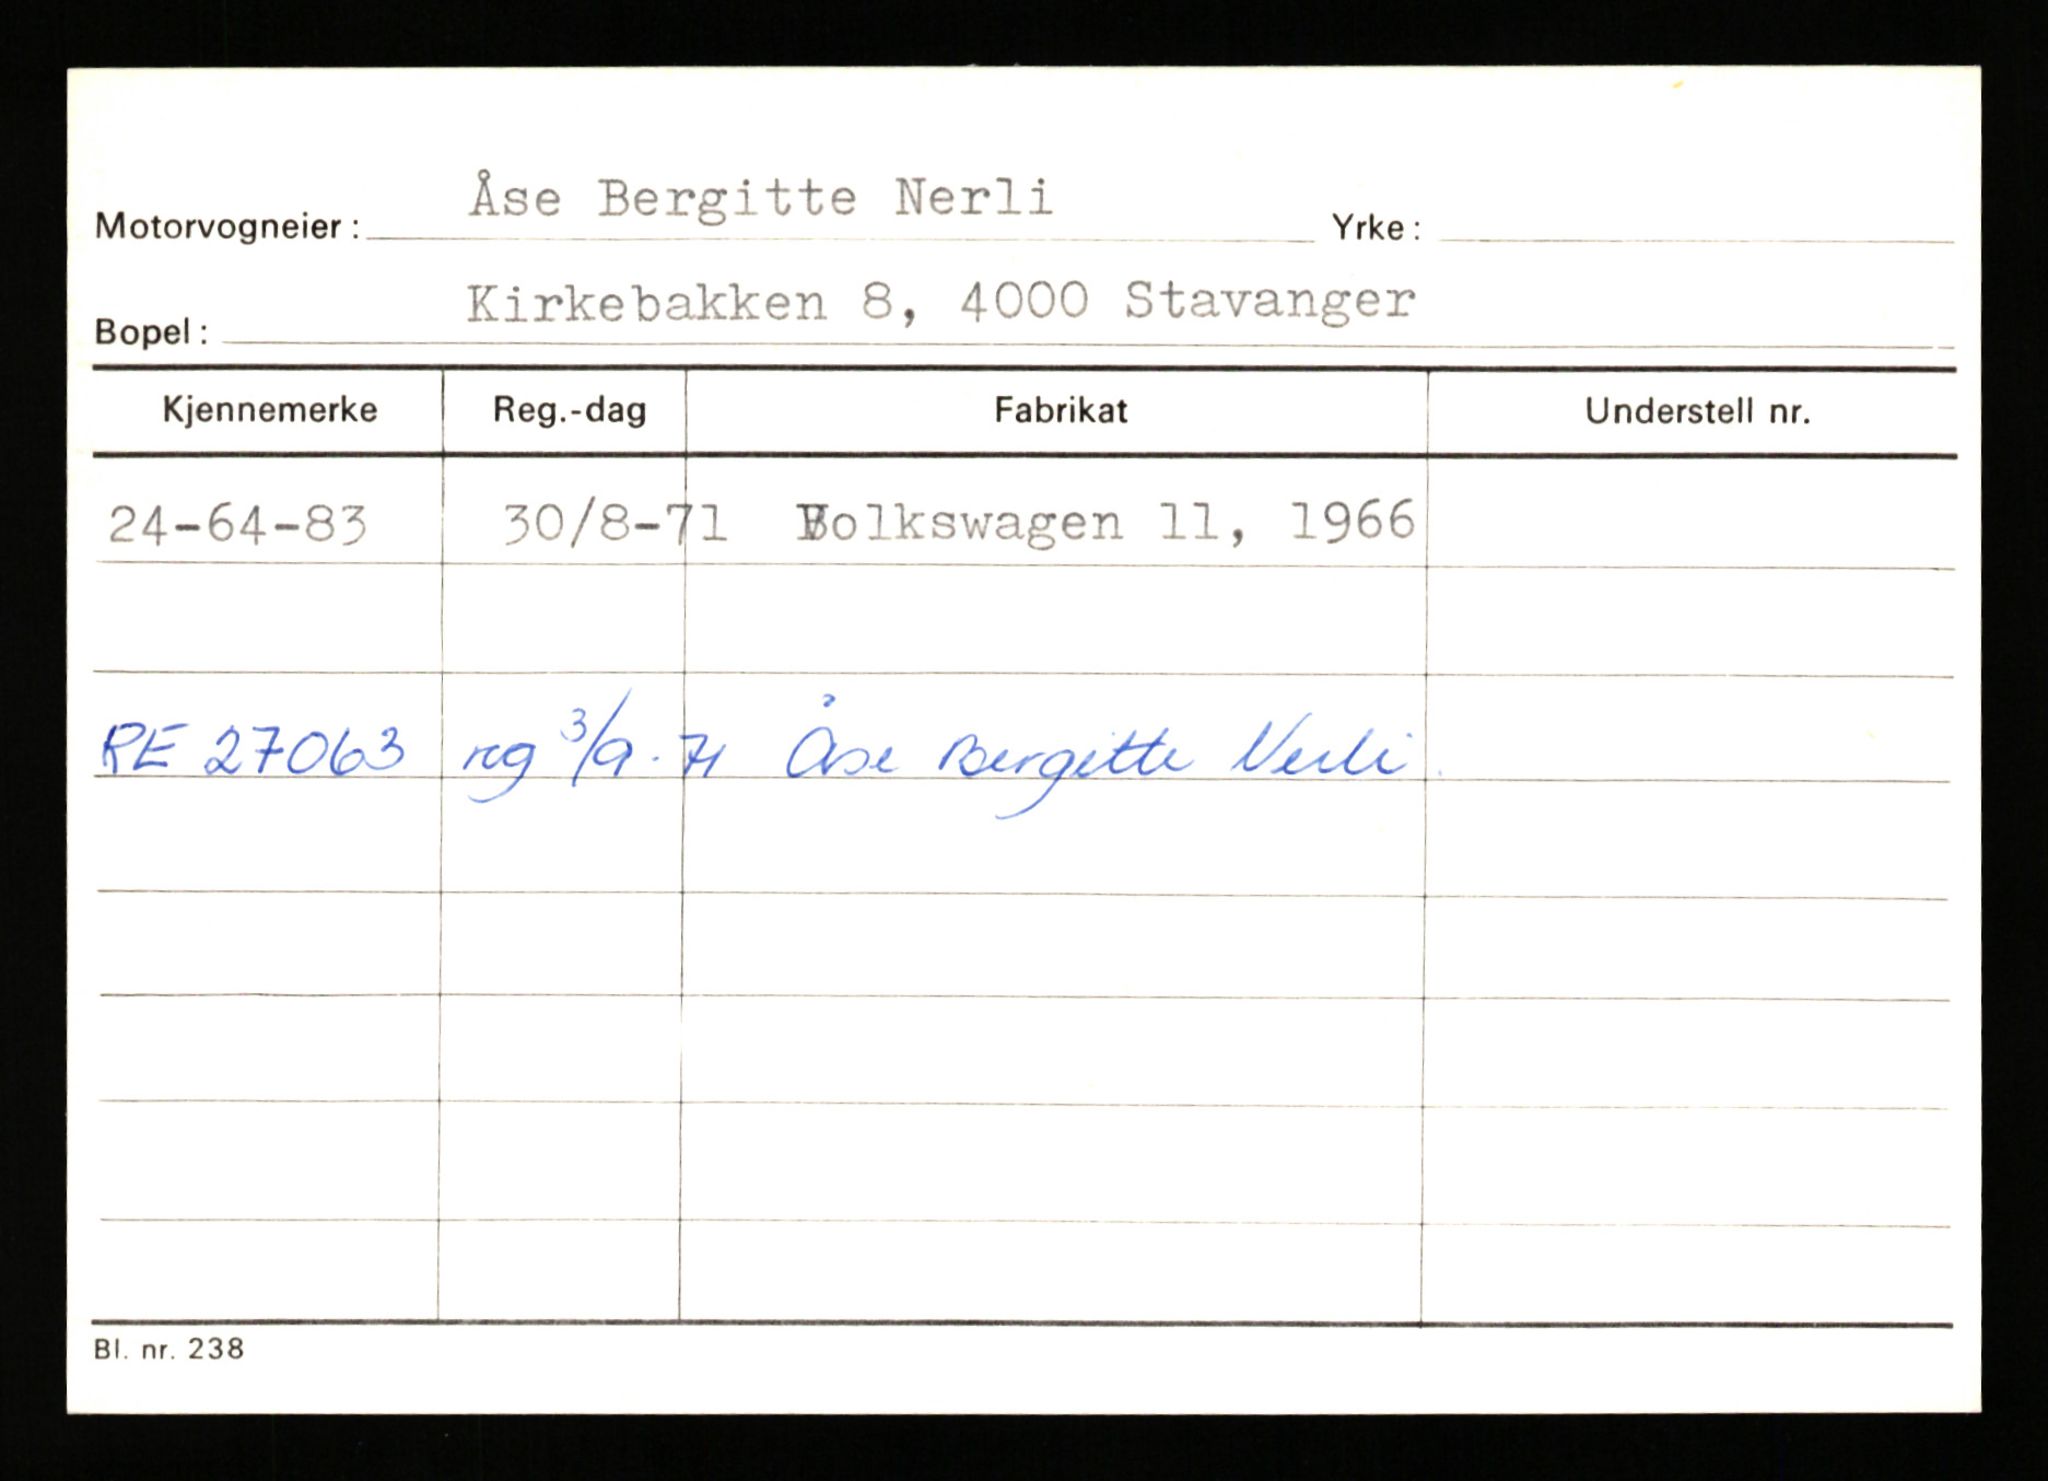 Motorvogneier: Åse Bergitte Nerli Yrke:
Bopel: Kirkebakken 8, 4000 Stavanger
Kjennemerke Reg.-dag Fabrikat Understell nr.
24-64-83 30/8-71 Volkswagen 11, 1966
RE 27063 reg 3/9-71 Åse Bergitte Nerli.
Bl. nr. 238